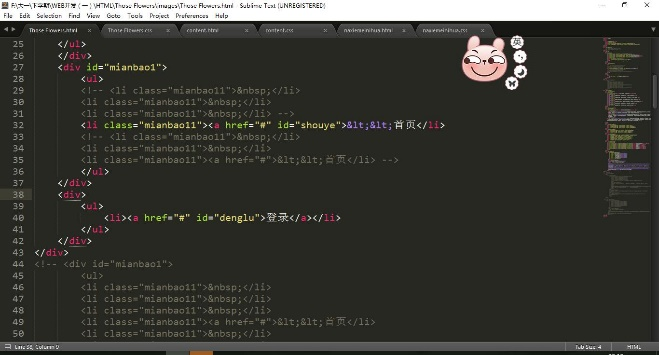 F:\大一\下学期\WEB开发 ( 一 ) \HTML\Those Flowers\images\Those Flowers.html - Sublime Text (UNREGISTERED)
File Edit Selection Find View Goto Tools Project Preferences Help
Those Flowers.html × Those Flowers.css × content.html × content.css × naxiemeinihua.html × naxiemeinihua.css ×
英
25 </ul>
26 </div>
27 <div id="mianbao1">
28 <ul>
29 <!-- <li class="mianbao11">&nbsp;</li>
30 <li class="mianbao11">&nbsp;</li>
31 <li class="mianbao11">&nbsp;</li> -->
32 <li class="mianbao11"><a href="#" id="shouye">&lt;&lt;首页</li>
33 <!-- <li class="mianbao11">&nbsp;</li>
34 <li class="mianbao11">&nbsp;</li>
35 <li class="mianbao11"><a href="#">&lt;&lt;首页</li> -->
36 </ul>
37 </div>
38 <div>
39 <ul>
40 <li><a href="#" id="denglu">登录</a></li>
41 </ul>
42 </div>
43 </div>
44 <!-- <div id="mianbao1">
45 <ul>
46 <li class="mianbao11">&nbsp;</li>
47 <li class="mianbao11">&nbsp;</li>
48 <li class="mianbao11">&nbsp;</li>
49 <li class="mianbao11"><a href="#">&lt;&lt;首页</li>
50 <li class="mianbao11">&nbsp;</li>
Line 38, Column 9 Tab Size: 4 HTML